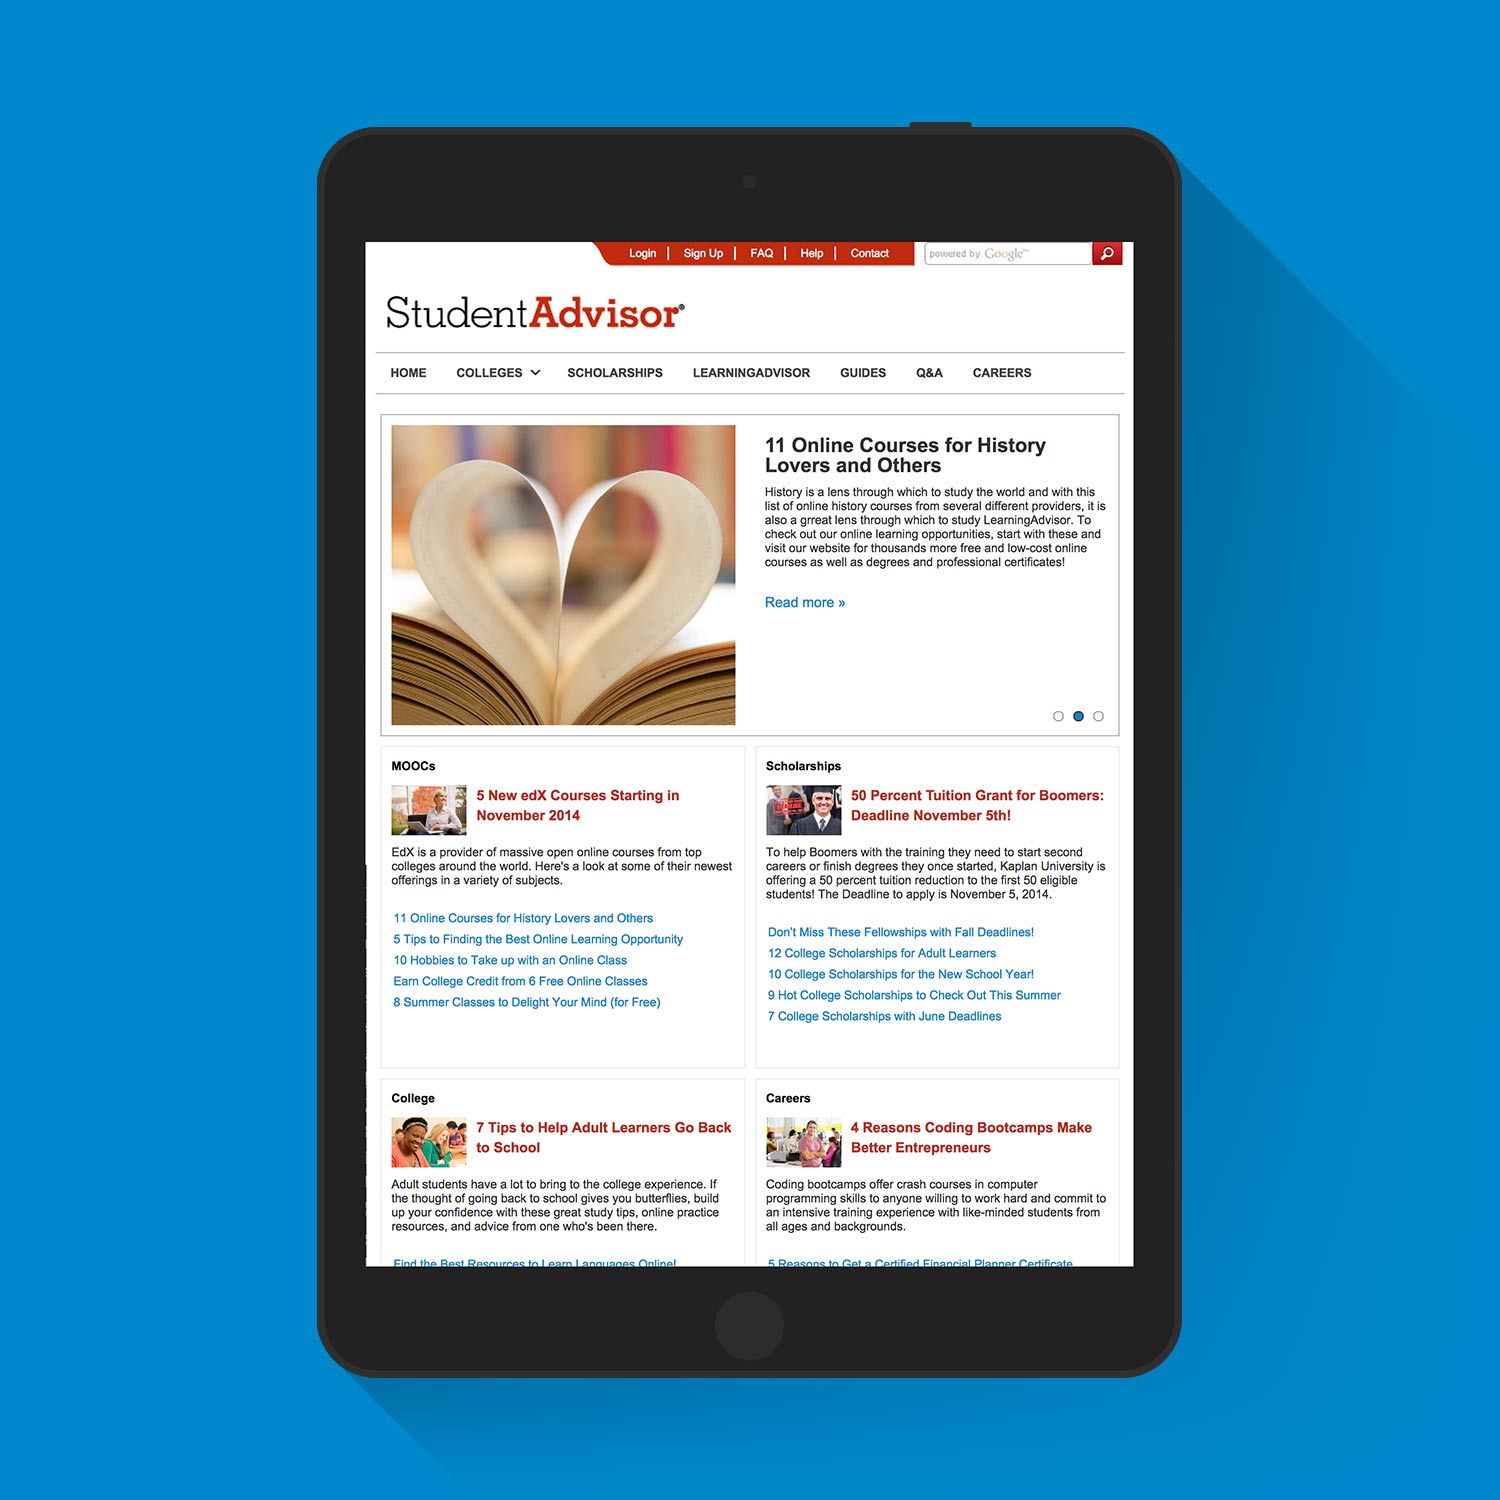 Login | Sign Up | FAQ | Help | Contact
powered by Google™
StudentAdvisor®
HOME COLLEGES SCHOLARSHIPS LEARNINGADVISOR GUIDES Q&A CAREERS
11 Online Courses for History
Lovers and Others
History is a lens through which to study the world and with this
list of online history courses from several different providers, it is
also a grreat lens through which to study LearningAdvisor. To
check out our online learning opportunities, start with these and
visit our website for thousands more free and low-cost online
courses as well as degrees and professional certificates!
Read more »
MOOCs
5 New edX Courses Starting in
November 2014
EdX is a provider of massive open online courses from top
colleges around the world. Here's a look at some of their newest
offerings in a variety of subjects.
11 Online Courses for History Lovers and Others
5 Tips to Finding the Best Online Learning Opportunity
10 Hobbies to Take up with an Online Class
Earn College Credit from 6 Free Online Classes
8 Summer Classes to Delight Your Mind (for Free)
Scholarships
50 Percent Tuition Grant for Boomers:
Deadline November 5th!
To help Boomers with the training they need to start second
careers or finish degrees they once started, Kaplan University is
offering a 50 percent tuition reduction to the first 50 eligible
students! The Deadline to apply is November 5, 2014.
Don't Miss These Fellowships with Fall Deadlines!
12 College Scholarships for Adult Learners
10 College Scholarships for the New School Year!
9 Hot College Scholarships to Check Out This Summer
7 College Scholarships with June Deadlines
College
7 Tips to Help Adult Learners Go Back
to School
Adult students have a lot to bring to the college experience. If
the thought of going back to school gives you butterflies, build
up your confidence with these great study tips, online practice
resources, and advice from one who's been there.
Find the Best Resources to Learn Languages Online!
Careers
4 Reasons Coding Bootcamps Make
Better Entrepreneurs
Coding bootcamps offer crash courses in computer
programming skills to anyone willing to work hard and commit to
an intensive training experience with like-minded students from
all ages and backgrounds.
5 Reasons to Get a Certified Financial Planner Certificate